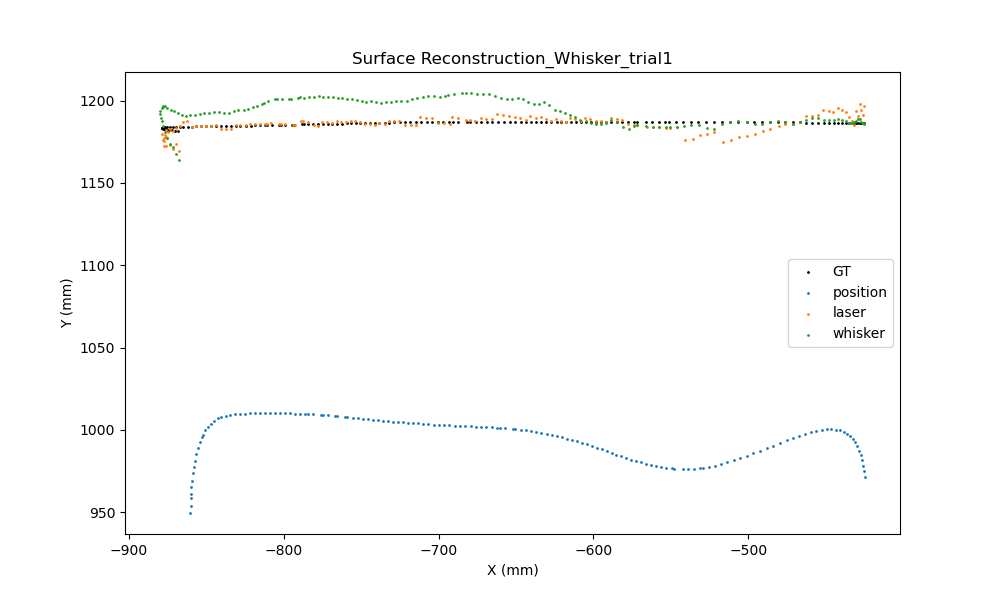 Surface Reconstruction_Whisker_trial1
1200
1150
1100
1050
1000
950
Y (mm)
GT
position
laser
whisker
−900
−800
−700
−600
−500
X (mm)